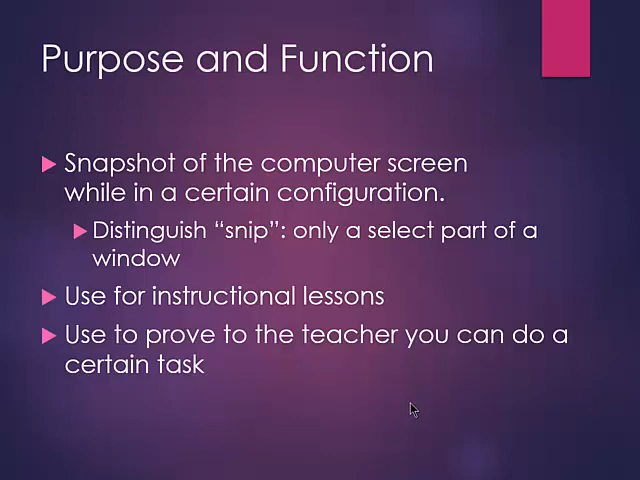 Purpose and Function
Snapshot of the computer screen
while in a certain configuration.
Distinguish “snip”: only a select part of a
window
Use for instructional lessons
Use to prove to the teacher you can do a
certain task